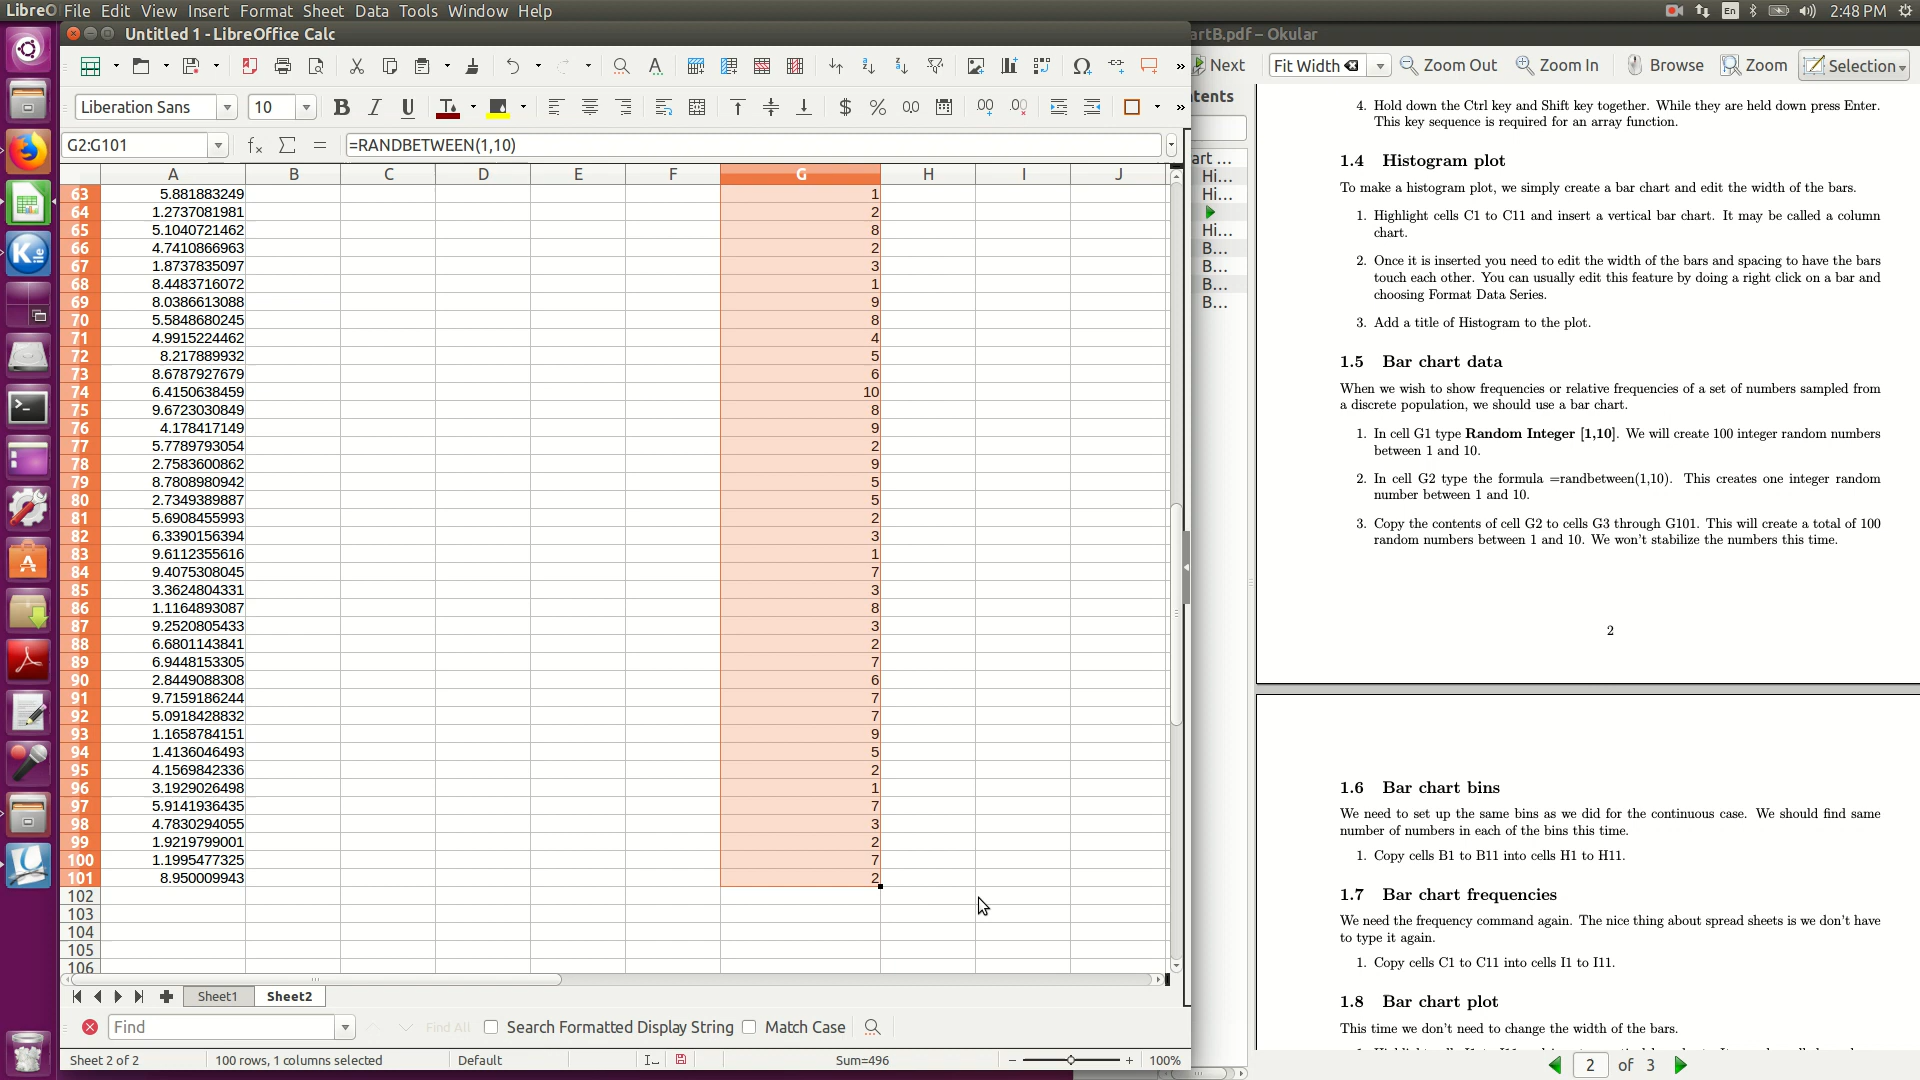 LibreO File Edit View Insert Format Sheet Data Tools Window Help
En 2:48 PM
Untitled 1 - LibreOffice Calc
artB.pdf – Okular
Next Fit Width Zoom Out Zoom In Browse Zoom Selection
Liberation Sans 10
G2:G101 =RANDBETWEEN(1,10)
A B C D E F G H I J
63 5.881883249 1
64 1.2737081981 2
65 5.1040721462 8
66 4.7410866963 2
67 1.8737835097 3
68 8.4483716072 1
69 8.0386613088 9
70 5.5848680245 8
71 4.9915224462 4
72 8.217889932 5
73 8.6787927679 6
74 6.4150638459 10
75 9.6723030849 8
76 4.178417149 9
77 5.7789793054 2
78 2.7583600862 9
79 8.7808980942 5
80 2.7349389887 5
81 5.6908455993 2
82 6.3390156394 3
83 9.6112355616 1
84 9.4075308045 7
85 3.3624804331 3
86 1.1164893087 8
87 9.2520805433 3
88 6.6801143841 2
89 6.9448153305 7
90 2.8449088308 6
91 9.7159186244 7
92 5.0918428832 7
93 1.1658784151 9
94 1.4136046493 5
95 4.1569842336 2
96 3.1929026498 1
97 5.9141936435 7
98 4.7830294055 3
99 1.9219799001 2
100 1.1995477325 7
101 8.950009943 2
102
103
104
105
106
Sheet1 Sheet2
Find Find All Search Formatted Display String Match Case
Sheet 2 of 2 100 rows, 1 columns selected Default Sum=496 100%
tents
art ...
Hi...
Hi...
Hi...
B...
B...
B...
B...
4. Hold down the Ctrl key and Shift key together. While they are held down press Enter.
This key sequence is required for an array function.
1.4 Histogram plot
To make a histogram plot, we simply create a bar chart and edit the width of the bars.
1. Highlight cells C1 to C11 and insert a vertical bar chart. It may be called a column
chart.
2. Once it is inserted you need to edit the width of the bars and spacing to have the bars
touch each other. You can usually edit this feature by doing a right click on a bar and
choosing Format Data Series.
3. Add a title of Histogram to the plot.
1.5 Bar chart data
When we wish to show frequencies or relative frequencies of a set of numbers sampled from
a discrete population, we should use a bar chart.
1. In cell G1 type Random Integer [1,10]. We will create 100 integer random numbers
between 1 and 10.
2. In cell G2 type the formula =randbetween(1,10). This creates one integer random
number between 1 and 10.
3. Copy the contents of cell G2 to cells G3 through G101. This will create a total of 100
random numbers between 1 and 10. We won't stabilize the numbers this time.
2
1.6 Bar chart bins
We need to set up the same bins as we did for the continuous case. We should find same
number of numbers in each of the bins this time.
1. Copy cells B1 to B11 into cells H1 to H11.
1.7 Bar chart frequencies
We need the frequency command again. The nice thing about spread sheets is we don't have
to type it again.
1. Copy cells C1 to C11 into cells I1 to I11.
1.8 Bar chart plot
This time we don't need to change the width of the bars.
2 of 3